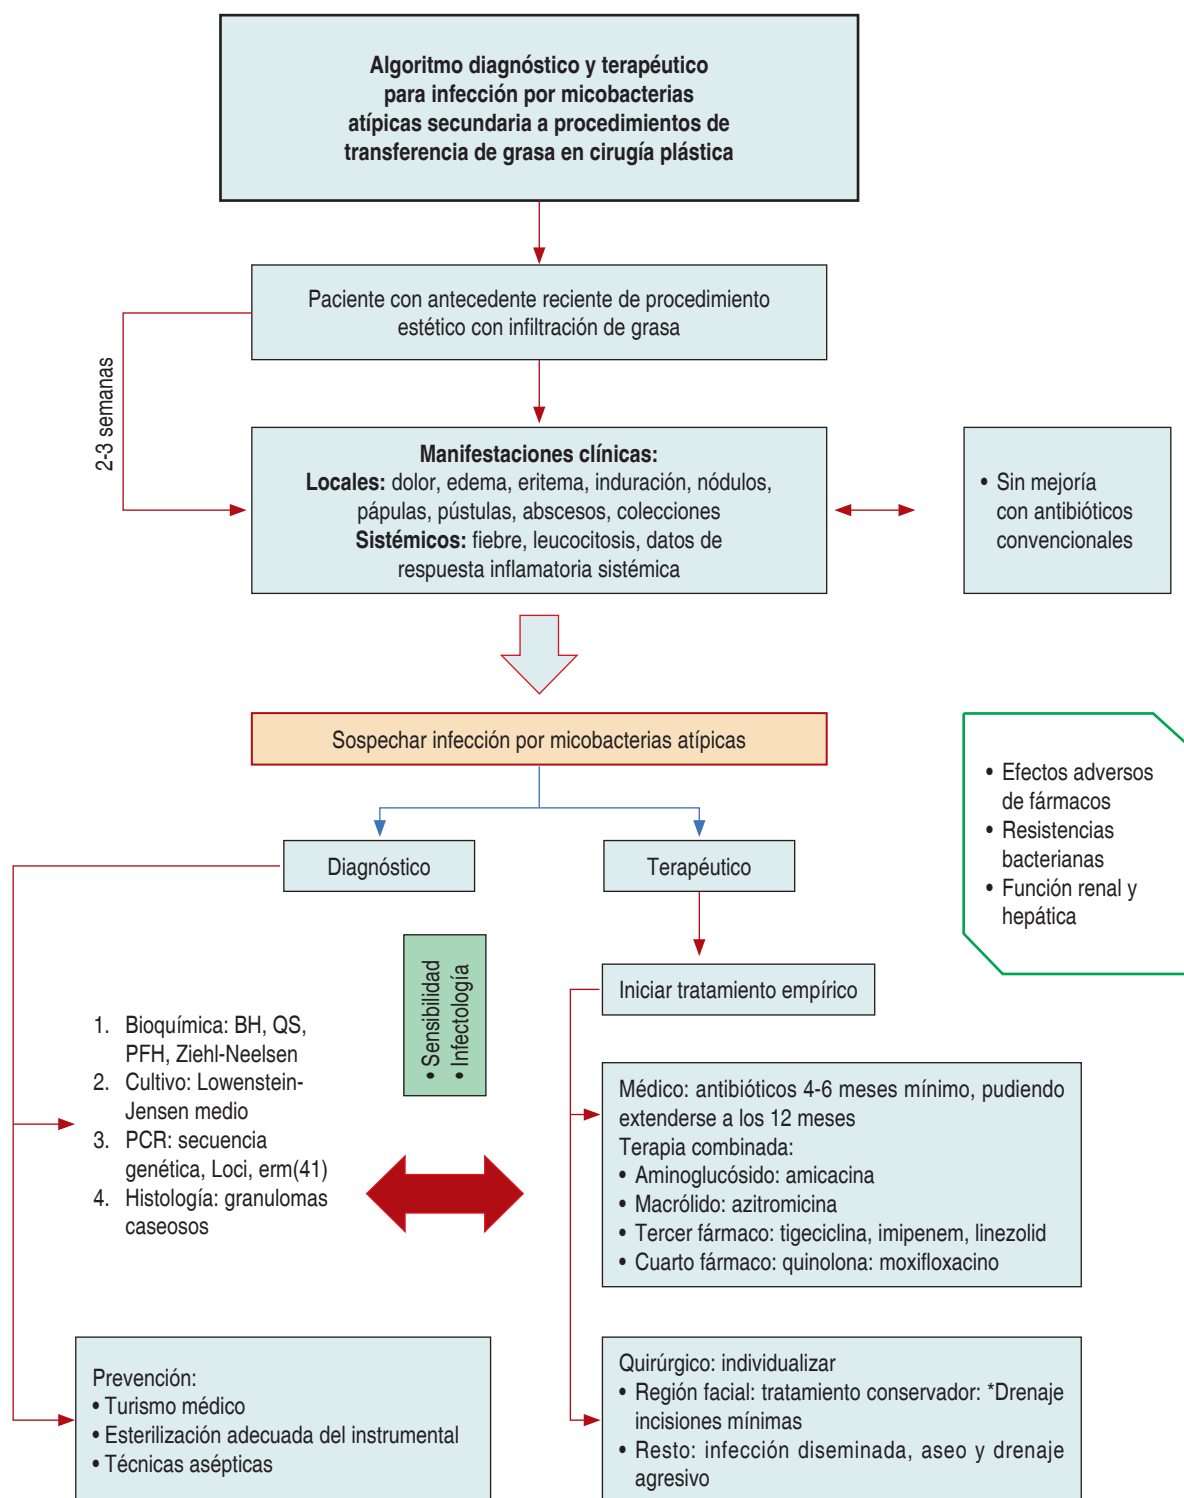 Algoritmo diagnóstico y terapéutico
para infección por micobacterias
atípicas secundaria a procedimientos de
transferencia de grasa en cirugía plástica
Paciente con antecedente reciente de procedimiento
estético con infiltración de grasa
2-3 semanas
Manifestaciones clínicas:
Locales: dolor, edema, eritema, induración, nódulos,
pápulas, pústulas, abscesos, colecciones
Sistémicos: fiebre, leucocitosis, datos de
respuesta inflamatoria sistémica
• Sin mejoría
con antibióticos
convencionales
Sospechar infección por micobacterias atípicas
• Efectos adversos
de fármacos
• Resistencias
bacterianas
• Función renal y
hepática
Diagnóstico
Terapéutico
• Sensibilidad
• Infectología
Iniciar tratamiento empírico
1. Bioquímica: BH, QS,
PFH, Ziehl-Neelsen
2. Cultivo: Lowenstein-
Jensen medio
3. PCR: secuencia
genética, Loci, erm(41)
4. Histología: granulomas
caseosos
Médico: antibióticos 4-6 meses mínimo, pudiendo
extenderse a los 12 meses
Terapia combinada:
• Aminoglucósido: amicacina
• Macrólido: azitromicina
• Tercer fármaco: tigeciclina, imipenem, linezolid
• Cuarto fármaco: quinolona: moxifloxacino
Prevención:
• Turismo médico
• Esterilización adecuada del instrumental
• Técnicas asépticas
Quirúrgico: individualizar
• Región facial: tratamiento conservador: *Drenaje
incisiones mínimas
• Resto: infección diseminada, aseo y drenaje
agresivo